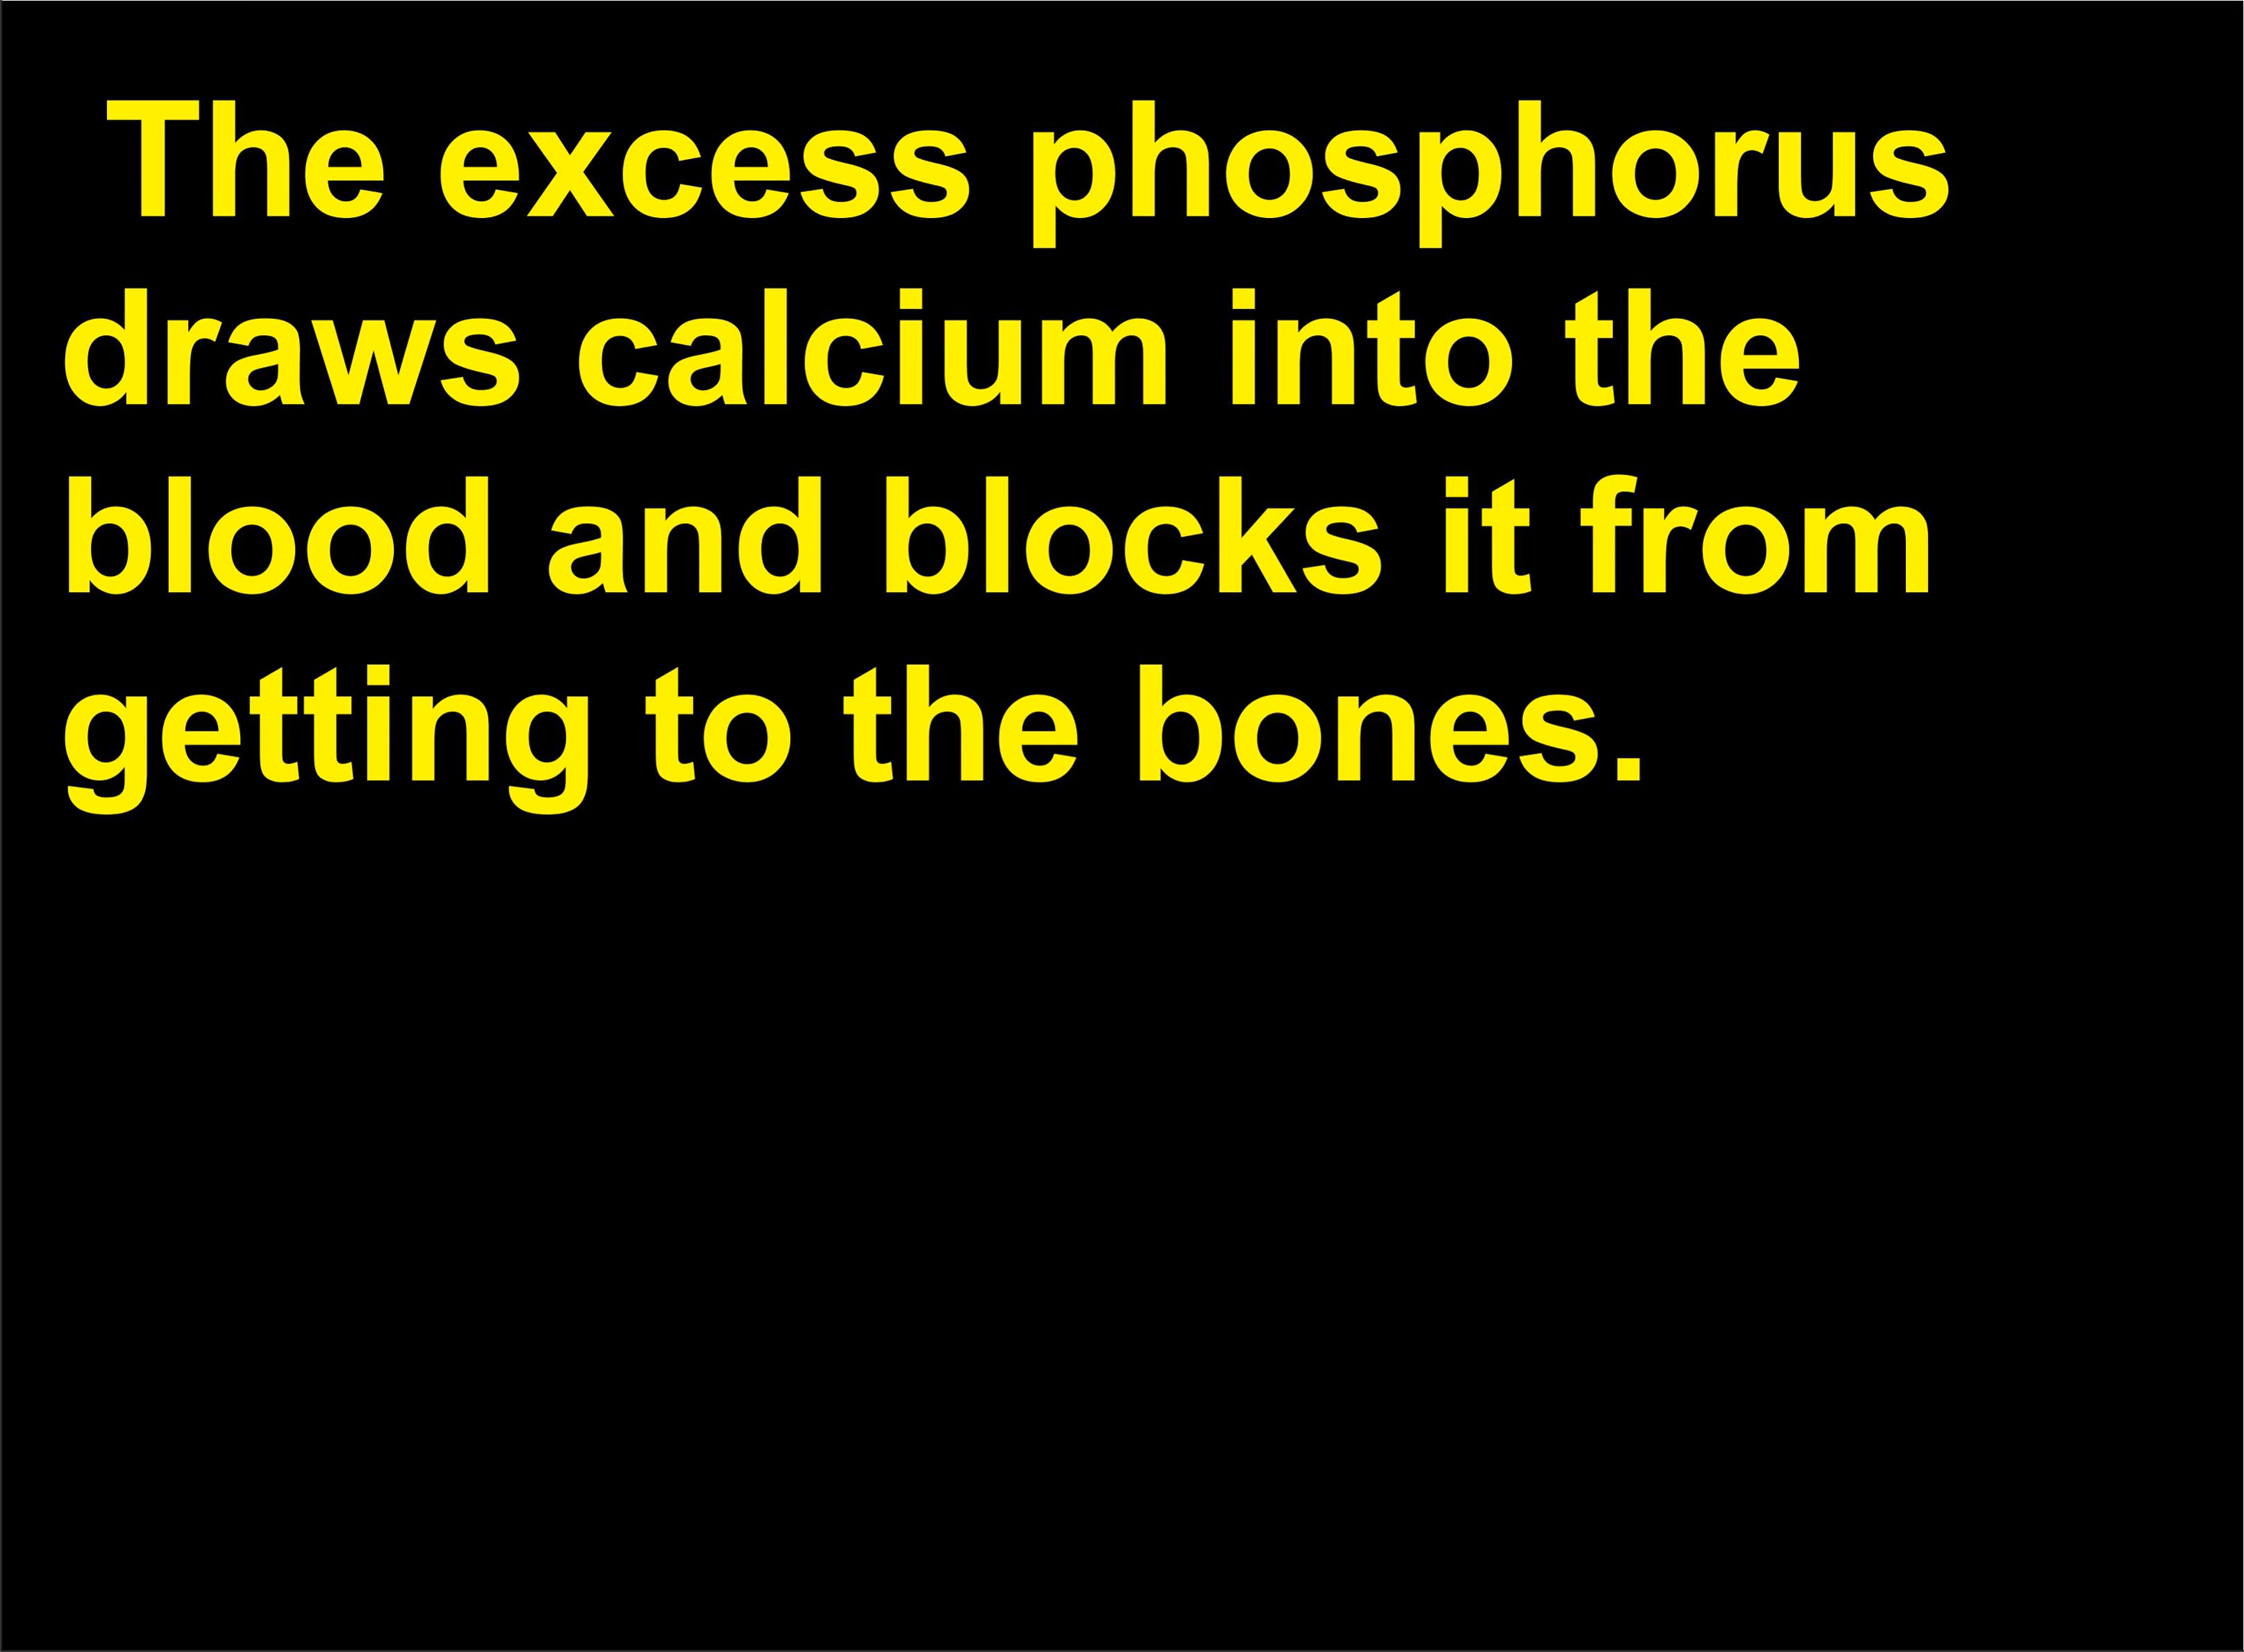 The excess phosphorus
draws calcium into the
blood and blocks it from
getting to the bones.